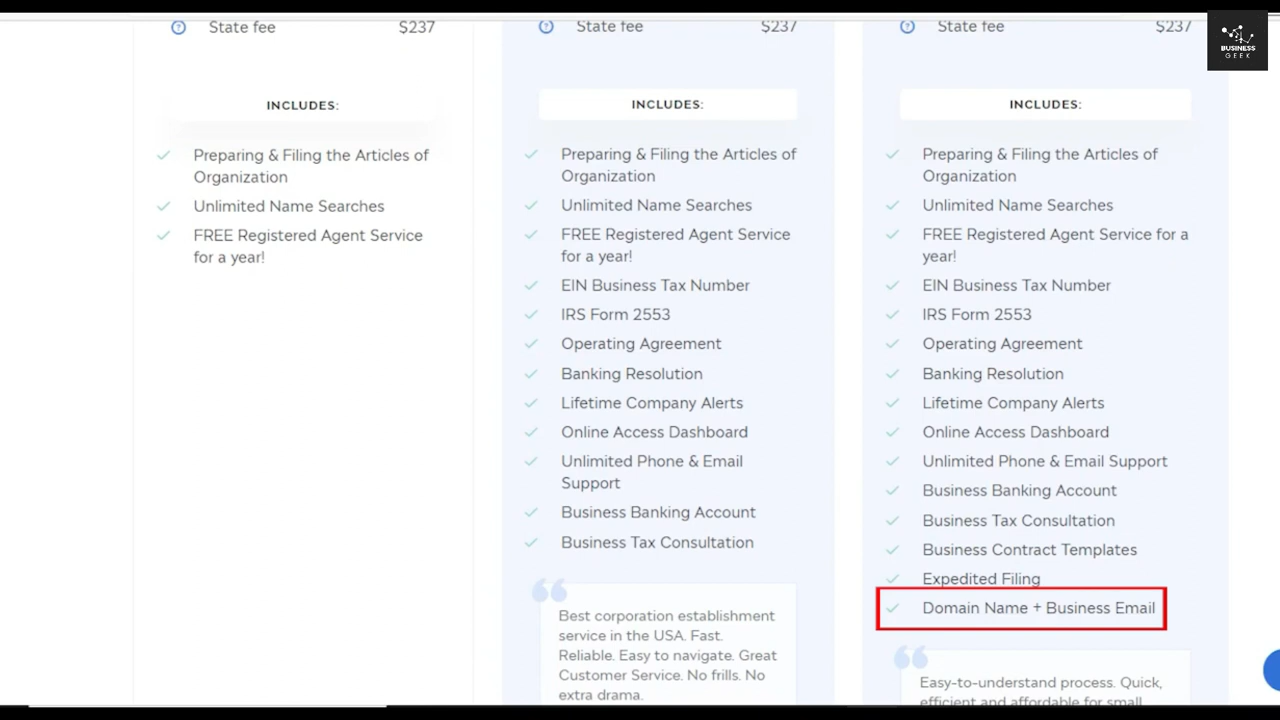 State fee $237
INCLUDES:
Preparing & Filing the Articles of
Organization
Unlimited Name Searches
FREE Registered Agent Service
for a year!
State fee $237
INCLUDES:
Preparing & Filing the Articles of
Organization
Unlimited Name Searches
FREE Registered Agent Service
for a year!
EIN Business Tax Number
IRS Form 2553
Operating Agreement
Banking Resolution
Lifetime Company Alerts
Online Access Dashboard
Unlimited Phone & Email
Support
Business Banking Account
Business Tax Consultation
Best corporation establishment
service in the USA. Fast.
Reliable. Easy to navigate. Great
Customer Service. No frills. No
extra drama.
State fee $237
INCLUDES:
Preparing & Filing the Articles of
Organization
Unlimited Name Searches
FREE Registered Agent Service for a
year!
EIN Business Tax Number
IRS Form 2553
Operating Agreement
Banking Resolution
Lifetime Company Alerts
Online Access Dashboard
Unlimited Phone & Email Support
Business Banking Account
Business Tax Consultation
Business Contract Templates
Expedited Filing
Domain Name + Business Email
Easy-to-understand process. Quick,
efficient and affordable for small
BUSINESS
GEEK